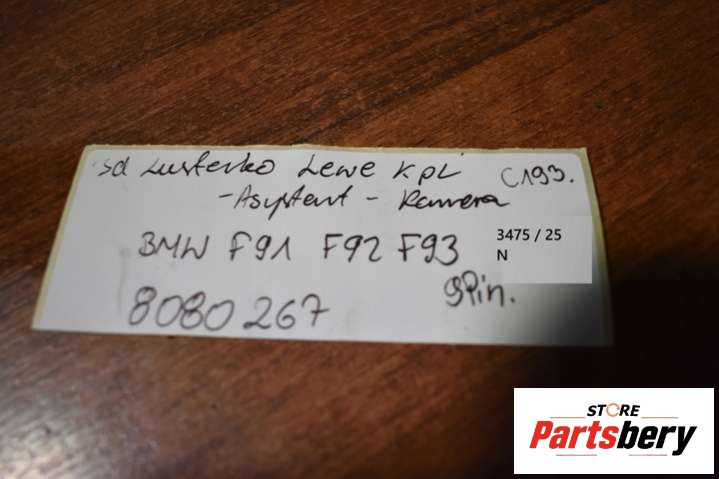 sd Lusterko Lewe kpl C193.
- Asystent - Kamera
BMW F91 F92 F93
3475 / 25
N
9Pin.
8080267
STORE
Partsbery